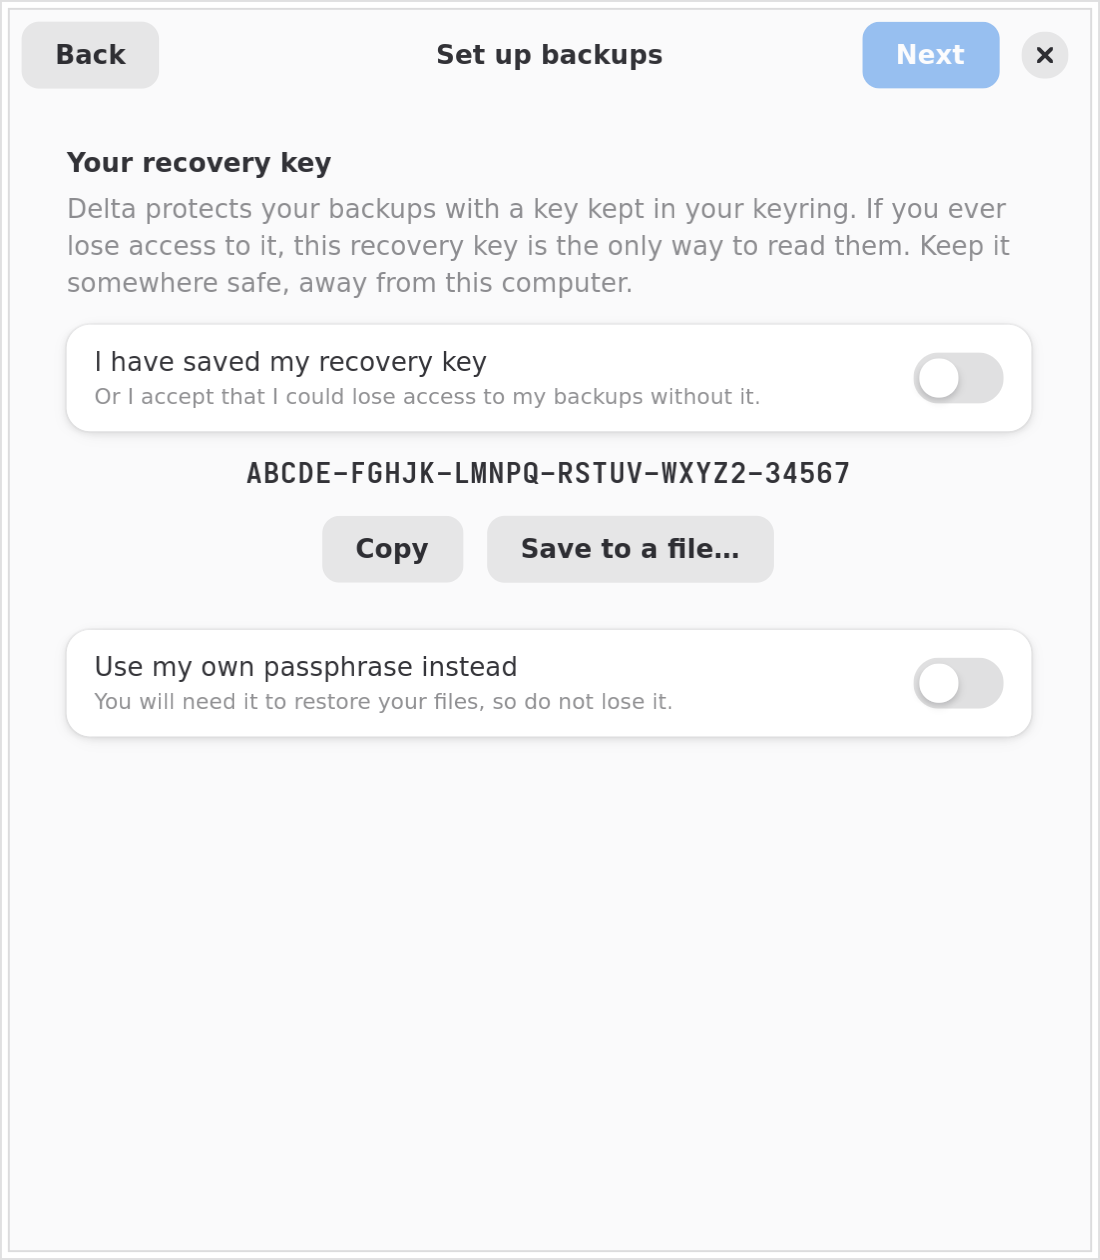 Back
Set up backups
Next
Your recovery key
Delta protects your backups with a key kept in your keyring. If you ever
lose access to it, this recovery key is the only way to read them. Keep it
somewhere safe, away from this computer.
I have saved my recovery key
Or I accept that I could lose access to my backups without it.
ABCDE-FGHJK-LMNPQ-RSTUV-WXYZ2-34567
Copy
Save to a file…
Use my own passphrase instead
You will need it to restore your files, so do not lose it.